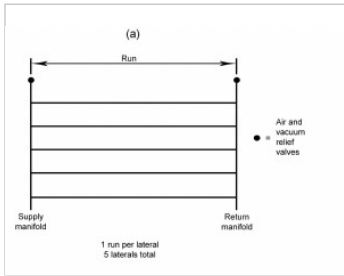 (a)
Run
Air and
vacuum
= relief
valves
Supply
manifold
Return
manifold
1 run per lateral
5 laterals total